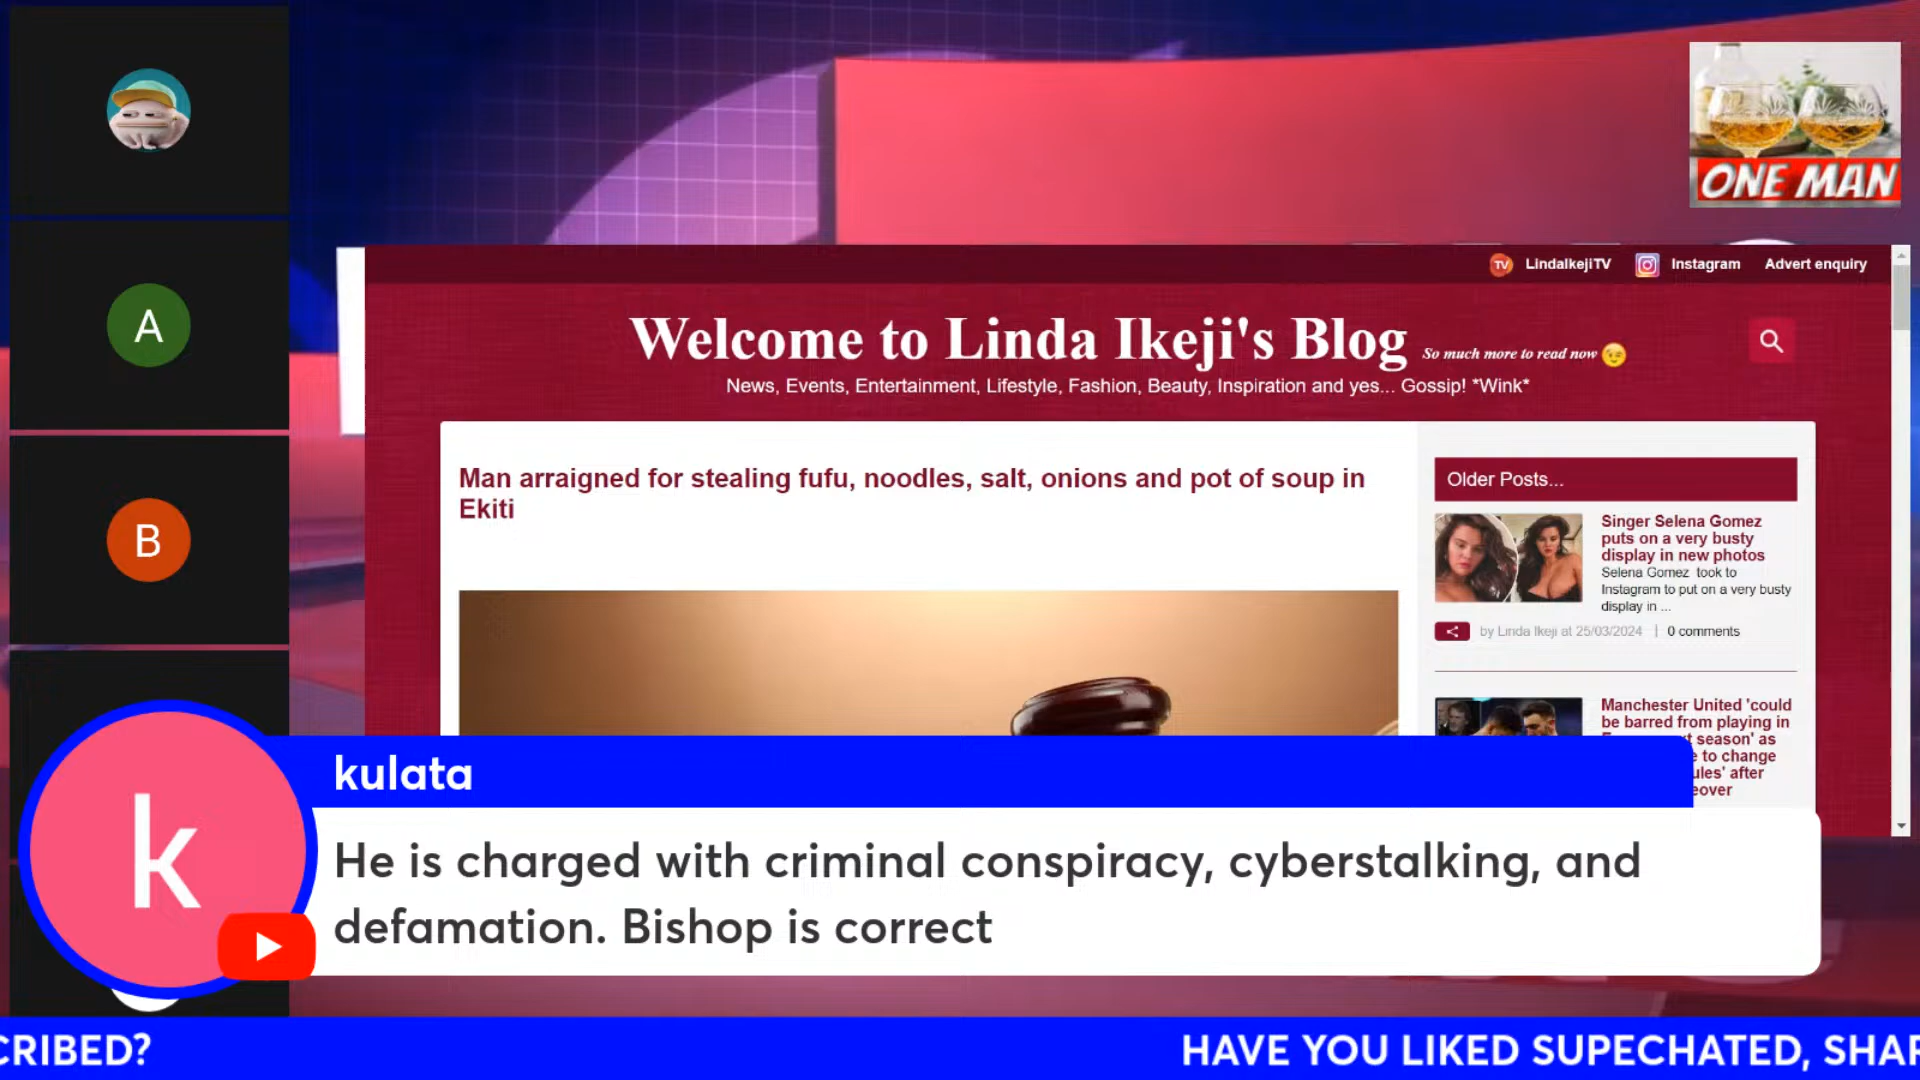 ONE MAN
A
B
TV LindaIkejiTV Instagram Advert enquiry
Welcome to Linda Ikeji's Blog So much more to read now
News, Events, Entertainment, Lifestyle, Fashion, Beauty, Inspiration and yes... Gossip! *Wink*
Man arraigned for stealing fufu, noodles, salt, onions and pot of soup in
Ekiti
Older Posts...
Singer Selena Gomez
puts on a very busty
display in new photos
Selena Gomez took to
Instagram to put on a very busty
display in ...
by Linda Ikeji at 25/03/2024 | 0 comments
Manchester United 'could
be barred from playing in
season' as
to change
after
k
kulata
He is charged with criminal conspiracy, cyberstalking, and
defamation. Bishop is correct
CRIBED? HAVE YOU LIKED SUPECHATED, SHAR